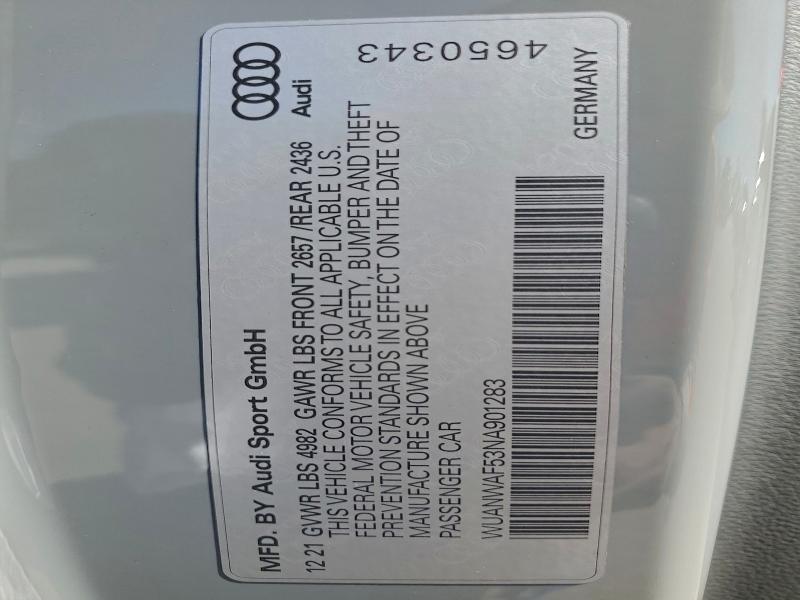 MFD. BY Audi Sport GmbH
Audi
12 21 GVWR LBS 4982 GAWR LBS FRONT 2657 /REAR 2436
THIS VEHICLE CONFORMS TO ALL APPLICABLE U.S.
FEDERAL MOTOR VEHICLE SAFETY, BUMPER AND THEFT
PREVENTION STANDARDS IN EFFECT ON THE DATE OF
MANUFACTURE SHOWN ABOVE
PASSENGER CAR
WUANWAF53NA901283
GERMANY
4650343